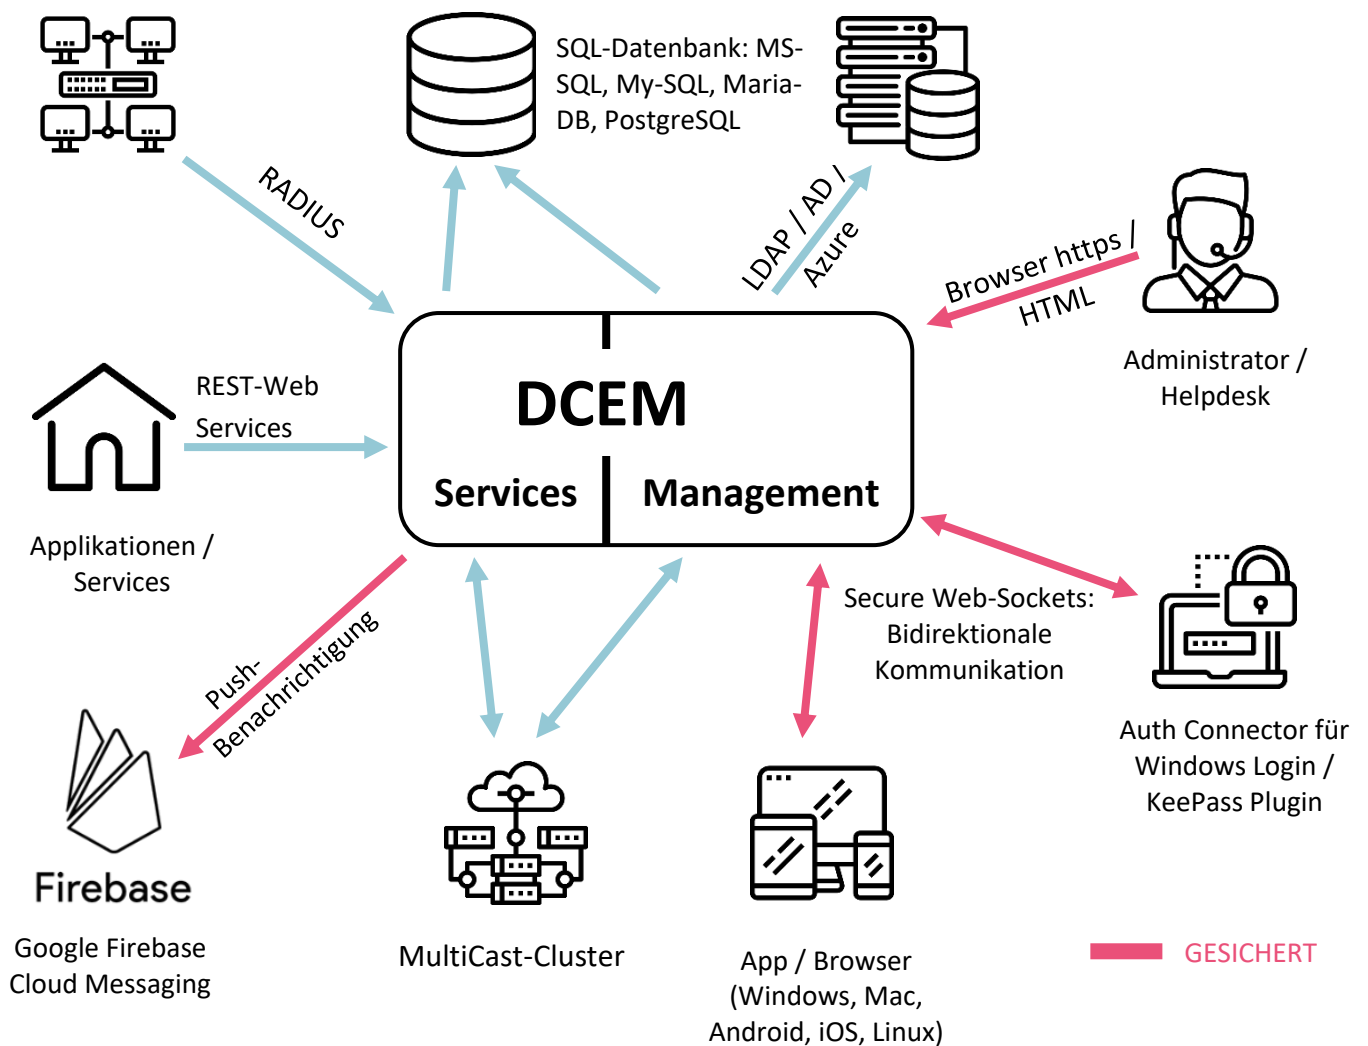 SQL-Datenbank: MS-
SQL, My-SQL, Maria-
DB, PostgreSQL
RADIUS
LDAP / AD /
Azure
Browser https /
HTML
Administrator /
Helpdesk
REST-Web
Services
DCEM
Services
Management
Applikationen /
Services
Push-
Benachrichtigung
Secure Web-Sockets:
Bidirektionale
Kommunikation
Auth Connector für
Windows Login /
KeePass Plugin
Firebase
Google Firebase
Cloud Messaging
MultiCast-Cluster
App / Browser
(Windows, Mac,
Android, iOS, Linux)
GESICHERT